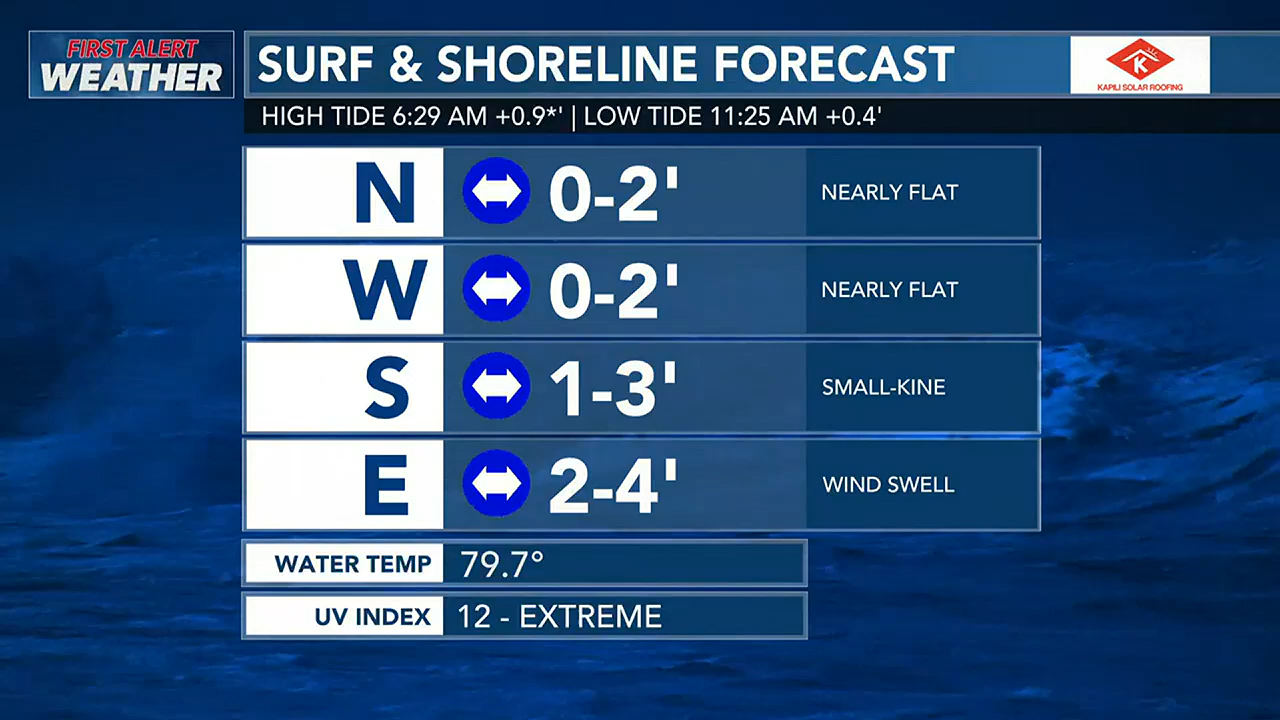 FIRST ALERT
WEATHER
SURF & SHORELINE FORECAST
K
KAPILI SOLAR ROOFING
HIGH TIDE 6:29 AM +0.9*' | LOW TIDE 11:25 AM +0.4'
N 0-2' NEARLY FLAT
W 0-2' NEARLY FLAT
S 1-3' SMALL-KINE
E 2-4' WIND SWELL
WATER TEMP 79.7°
UV INDEX 12 - EXTREME